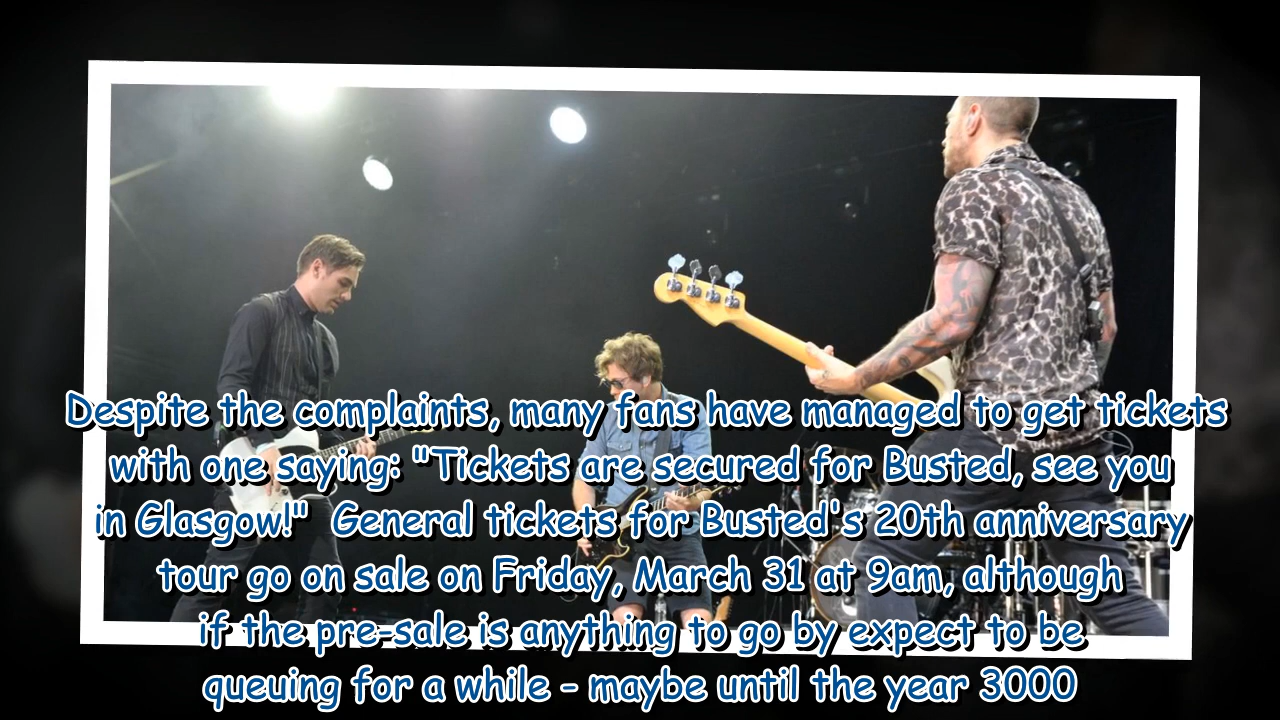 Despite the complaints, many fans have managed to get tickets
with one saying: "Tickets are secured for Busted, see you
in Glasgow!"  General tickets for Busted's 20th anniversary
tour go on sale on Friday, March 31 at 9am, although
if the pre-sale is anything to go by expect to be
queuing for a while - maybe until the year 3000